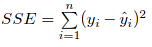 SSE = \sum_{i=1}^{n} (y_i - \hat{y}_i)^2